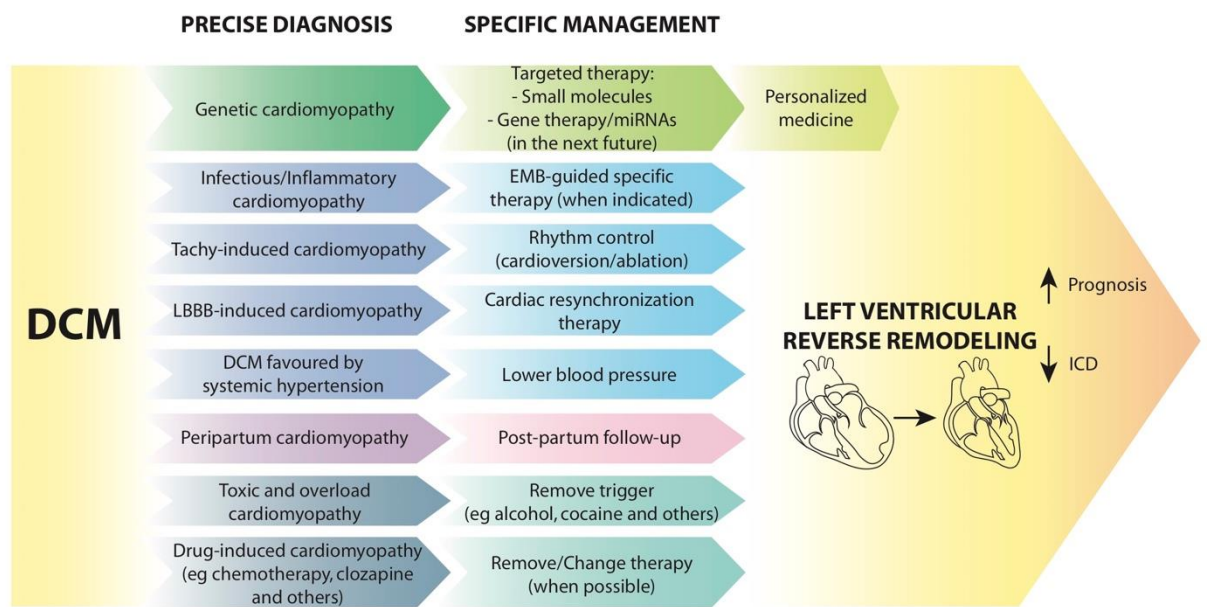 PRECISE DIAGNOSIS
SPECIFIC MANAGEMENT
DCM
Genetic cardiomyopathy
Targeted therapy:
- Small molecules
- Gene therapy/miRNAs
(in the next future)
Personalized
medicine
Infectious/Inflammatory
cardiomyopathy
EMB-guided specific
therapy (when indicated)
Tachy-induced cardiomyopathy
Rhythm control
(cardioversion/ablation)
LBBB-induced cardiomyopathy
Cardiac resynchronization
therapy
DCM favoured by
systemic hypertension
Lower blood pressure
Peripartum cardiomyopathy
Post-partum follow-up
Toxic and overload
cardiomyopathy
Remove trigger
(eg alcohol, cocaine and others)
Drug-induced cardiomyopathy
(eg chemotherapy, clozapine
and others)
Remove/Change therapy
(when possible)
LEFT VENTRICULAR
REVERSE REMODELING
Prognosis
ICD